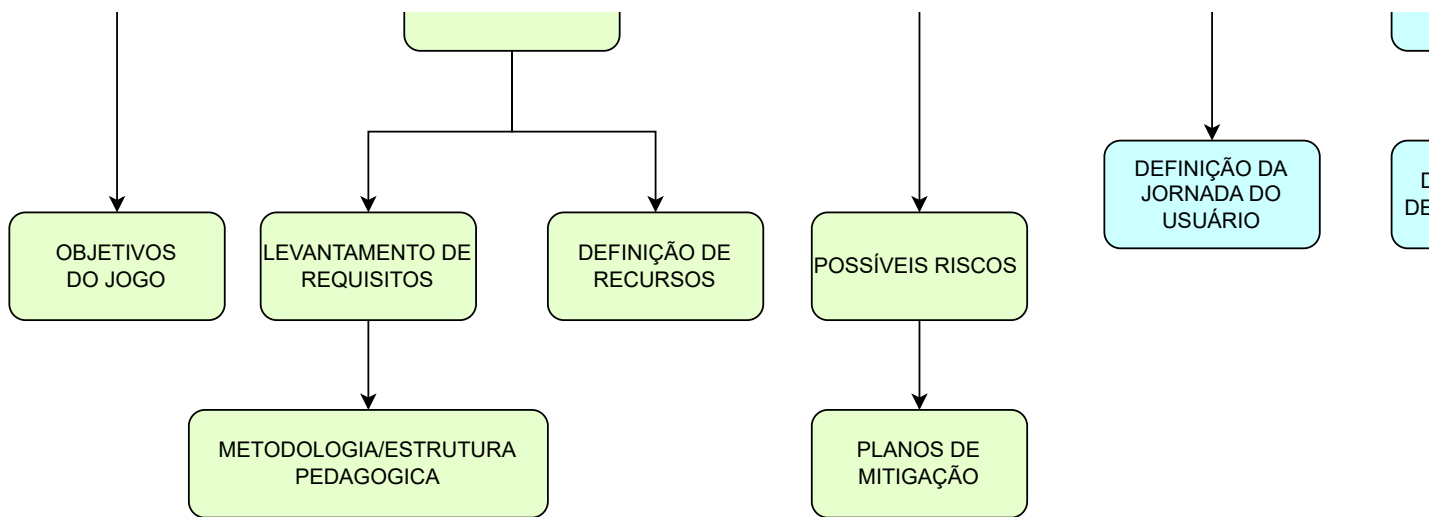 DEFINIÇÃO DA
JORNADA DO
USUÁRIO
OBJETIVOS
DO JOGO
LEVANTAMENTO DE
REQUISITOS
DEFINIÇÃO DE
RECURSOS
POSSÍVEIS RISCOS
METODOLOGIA/ESTRUTURA
PEDAGOGICA
PLANOS DE
MITIGAÇÃO